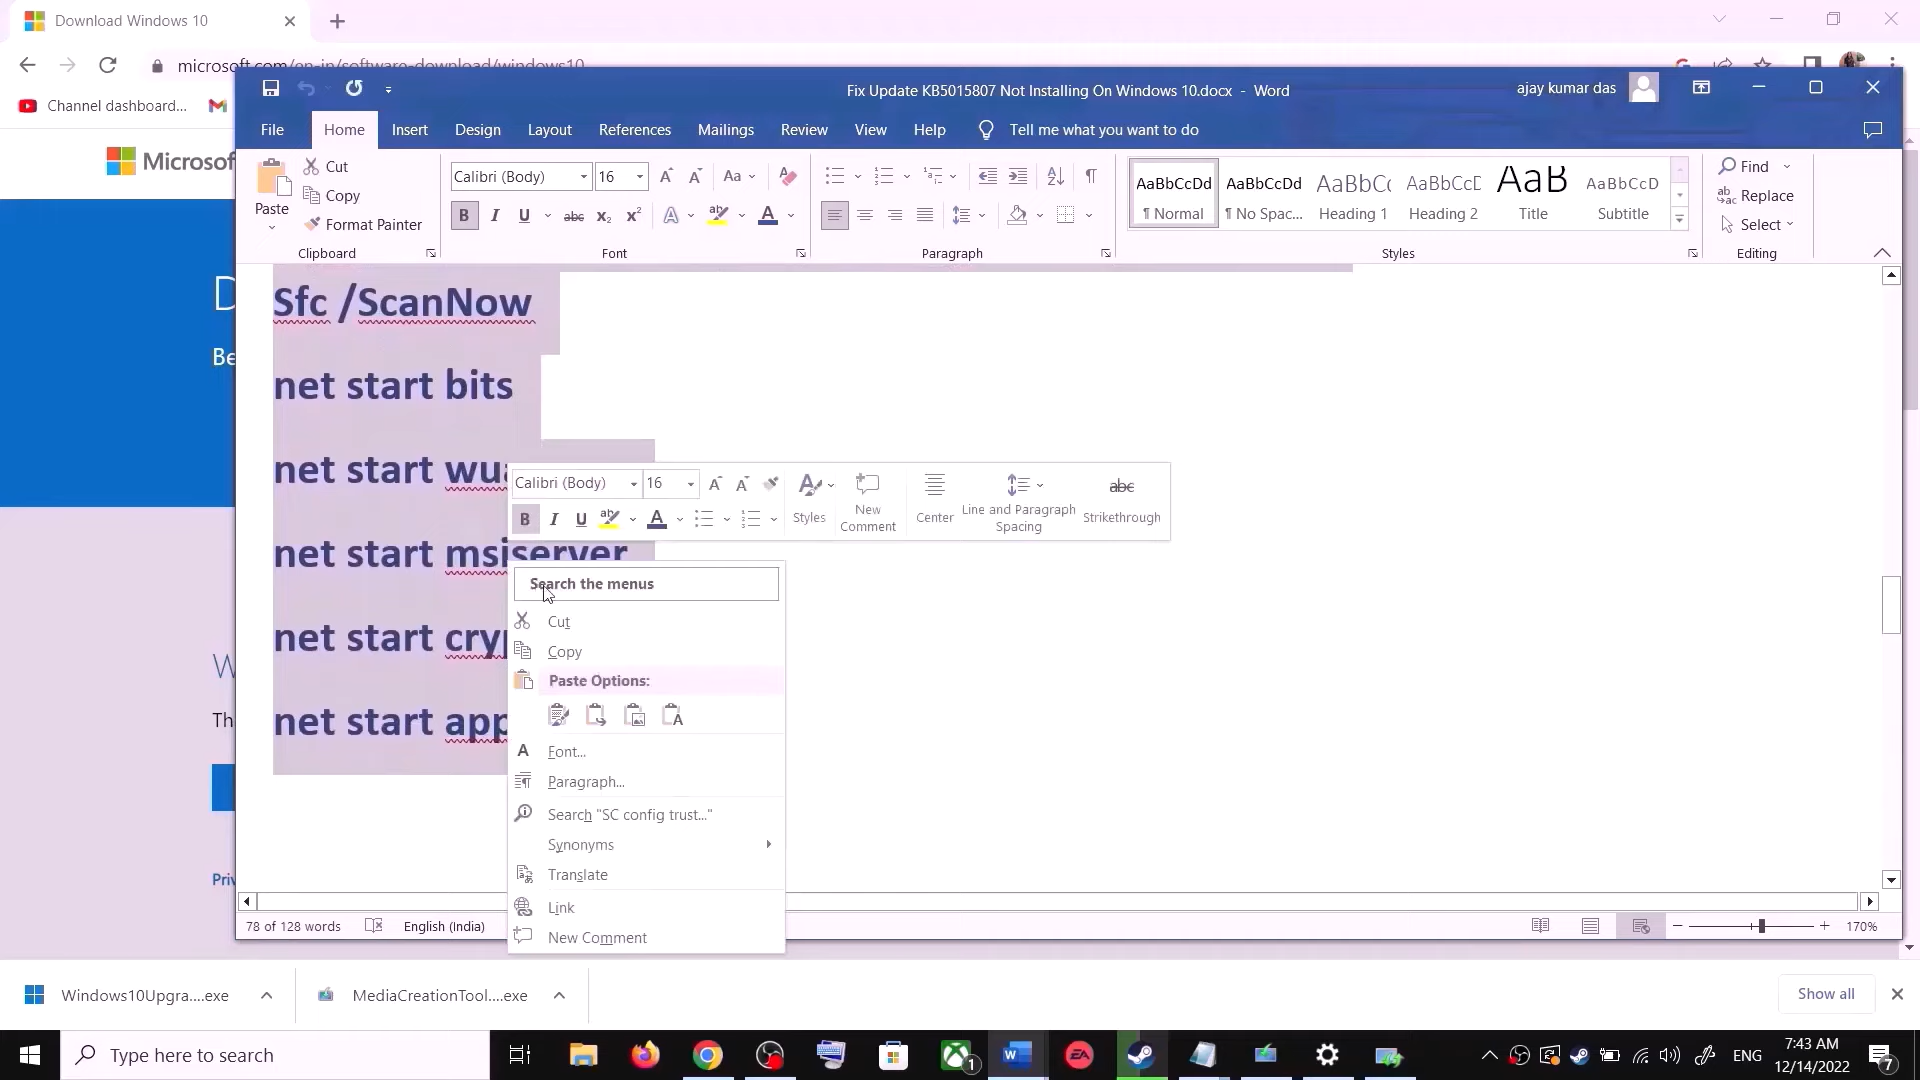 Download Windows 10
microsoft.com/en-in/software-download/windows10
Channel dashboard...
Fix Update KB5015807 Not Installing On Windows 10.docx - Word
ajay kumar das
File Home Insert Design Layout References Mailings Review View Help Tell me what you want to do
Paste
Cut
Copy
Format Painter
Clipboard
Calibri (Body) 16
Font
Paragraph
AaBbCcDd
¶ Normal
AaBbCcDd
¶ No Spac...
AaBbCc
Heading 1
AaBbCcD
Heading 2
AaB
Title
AaBbCcD
Subtitle
Styles
Find
Replace
Select
Editing
Sfc /ScanNow
net start bits
net start
net start msiserver
net start
net start
Calibri (Body) 16
Styles
New
Comment
Center
Line and Paragraph
Spacing
Strikethrough
Search the menus
Cut
Copy
Paste Options:
Font...
Paragraph...
Search "SC config trust..."
Synonyms
Translate
Link
New Comment
78 of 128 words
English (India)
170%
Windows10Upgra....exe
MediaCreationTool....exe
Show all
Type here to search
1
ENG
7:43 AM
12/14/2022
7